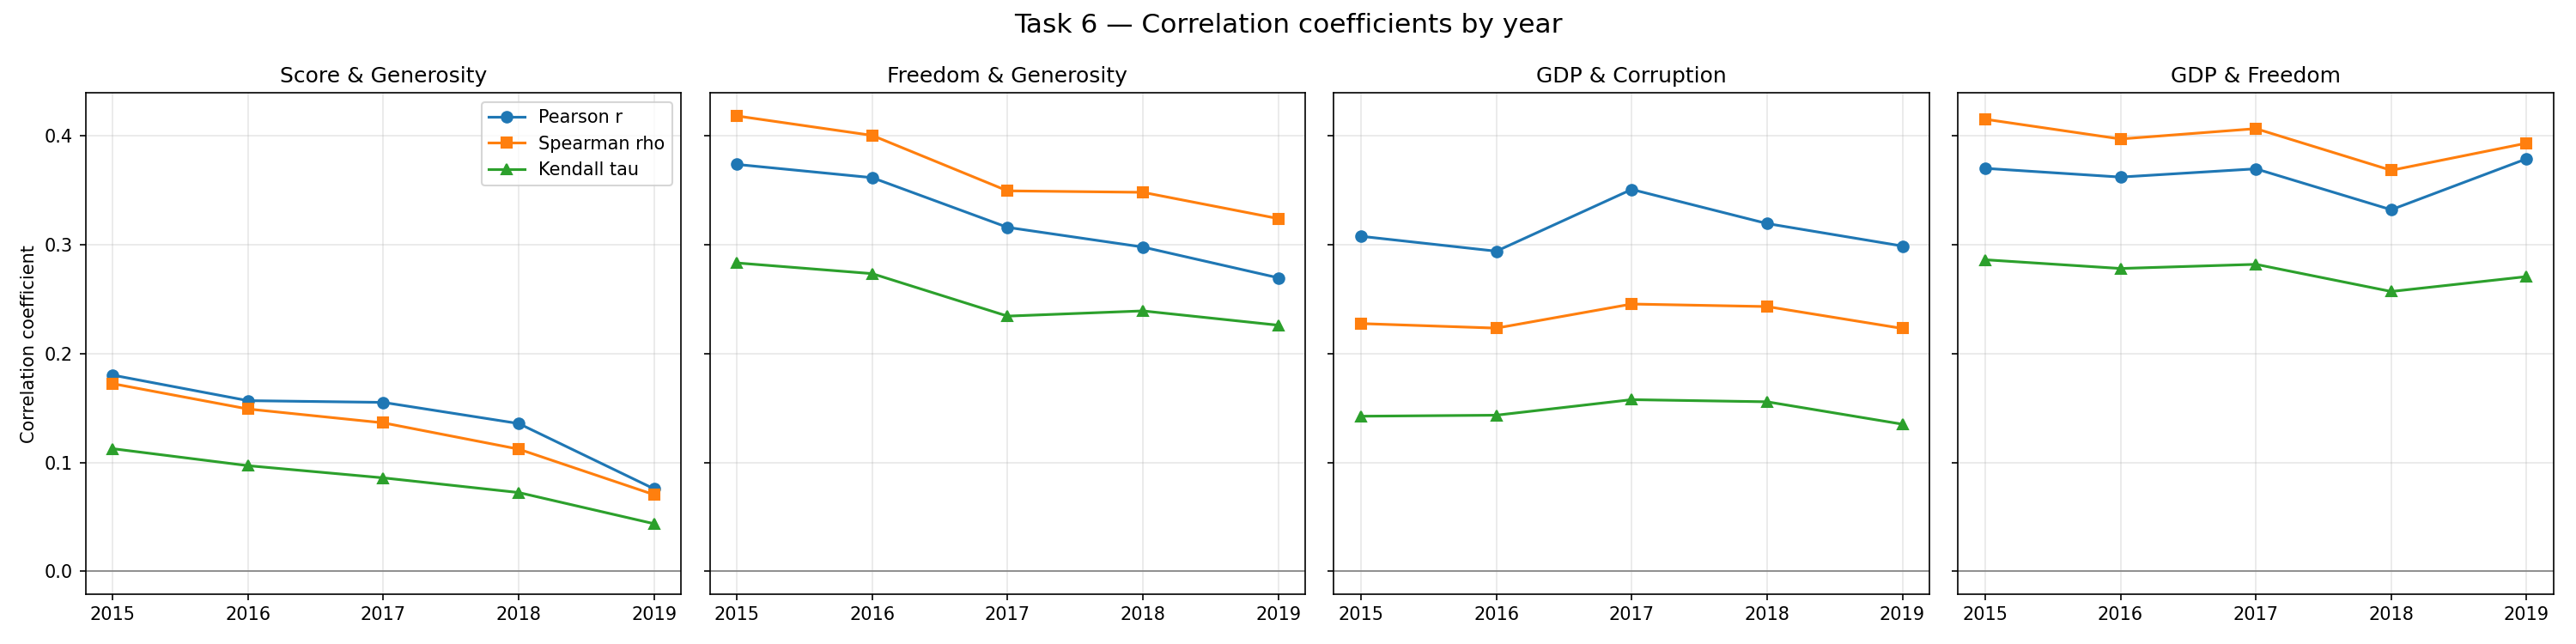 Task 6 — Correlation coefficients by year
Score & Generosity
Freedom & Generosity
GDP & Corruption
GDP & Freedom
Pearson r
Spearman rho
Kendall tau
Correlation coefficient
0.4
0.3
0.2
0.1
0.0
2015 2016 2017 2018 2019
2015 2016 2017 2018 2019
2015 2016 2017 2018 2019
2015 2016 2017 2018 2019